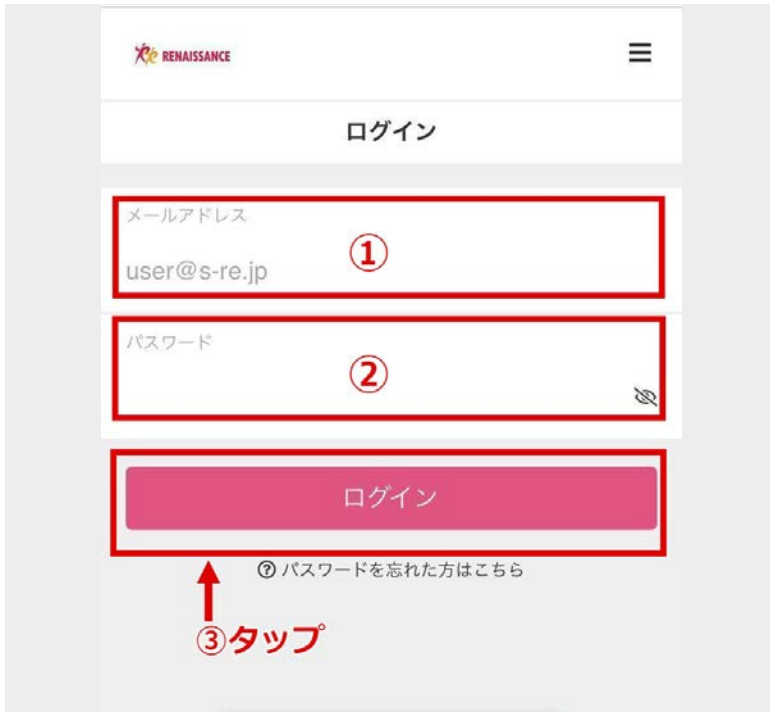 RENAISSANCE
ログイン
メールアドレス
①
user@s-re.jp
パスワード
②
ログイン
? パスワードを忘れた方はこちら
③タップ